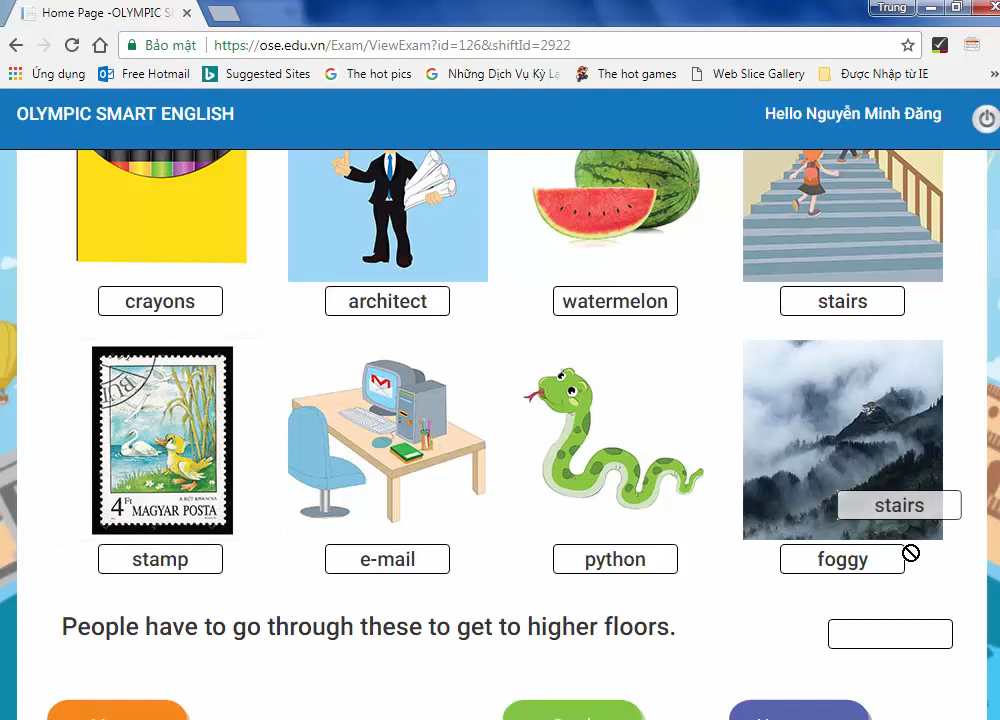 Trung
Home Page -OLYMPIC S
Bảo mật https://ose.edu.vn/Exam/ViewExam?id=126&shiftId=2922
Ứng dụng Free Hotmail Suggested Sites The hot pics Những Dịch Vụ Kỳ L The hot games Web Slice Gallery Được Nhập từ IE »
OLYMPIC SMART ENGLISH Hello Nguyễn Minh Đăng
crayons architect watermelon stairs
4Ft MAGYAR POSTA
stairs
stamp e-mail python foggy
People have to go through these to get to higher floors.